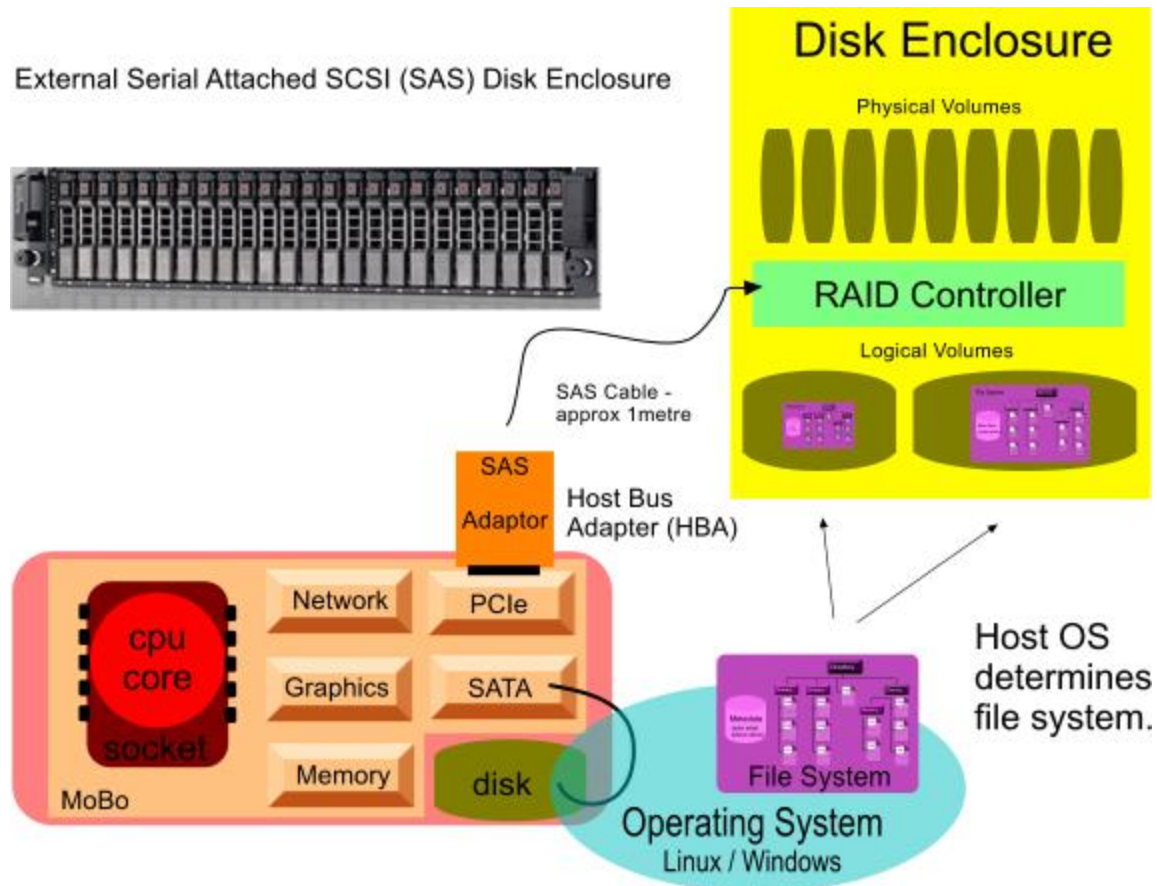 External Serial Attached SCSI (SAS) Disk Enclosure
Disk Enclosure
Physical Volumes
RAID Controller
Logical Volumes
SAS Cable -
approx 1metre
SAS
Adaptor
Host Bus
Adapter (HBA)
Network
PCIe
cpu
core
socket
Graphics
SATA
Memory
disk
MoBo
Metadata
File System
Operating System
Linux / Windows
Host OS
determines
file system.